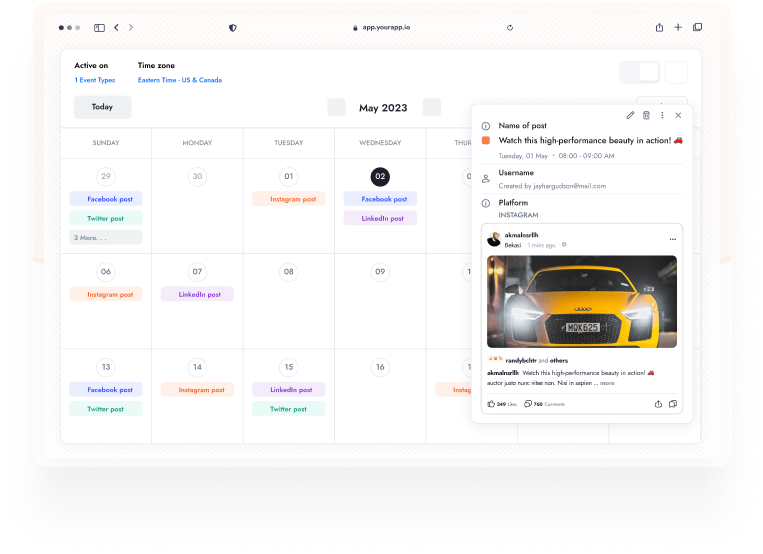 app.yourapp.io
Active on
Time zone
1 Event Types
Eastern Time - US & Canada
Today
May 2023
SUNDAY
MONDAY
TUESDAY
WEDNESDAY
THUR
29
30
01
02
0
Facebook post
Instagram post
Facebook post
Twitter post
LinkedIn post
3 More. . .
06
07
08
09
1
Instagram post
LinkedIn post
13
14
15
16
1
Facebook post
Instagram post
LinkedIn post
Instag
Twitter post
Twitter post
Name of post
Watch this high-performance beauty in action! 🚗
Tuesday, 01 May • 08:00 - 09:00 AM
Username
Created by jayhargudson@mail.com
Platform
INSTAGRAM
akmalnsrllh
Bekasi 1 mins ago
MQK625
randybchtr and others
akmalnsrllh Watch this high-performance beauty in action! 🚗
auctor justo nunc vitae non. Nisi in sapien ... more
349 Likes
760 Comments